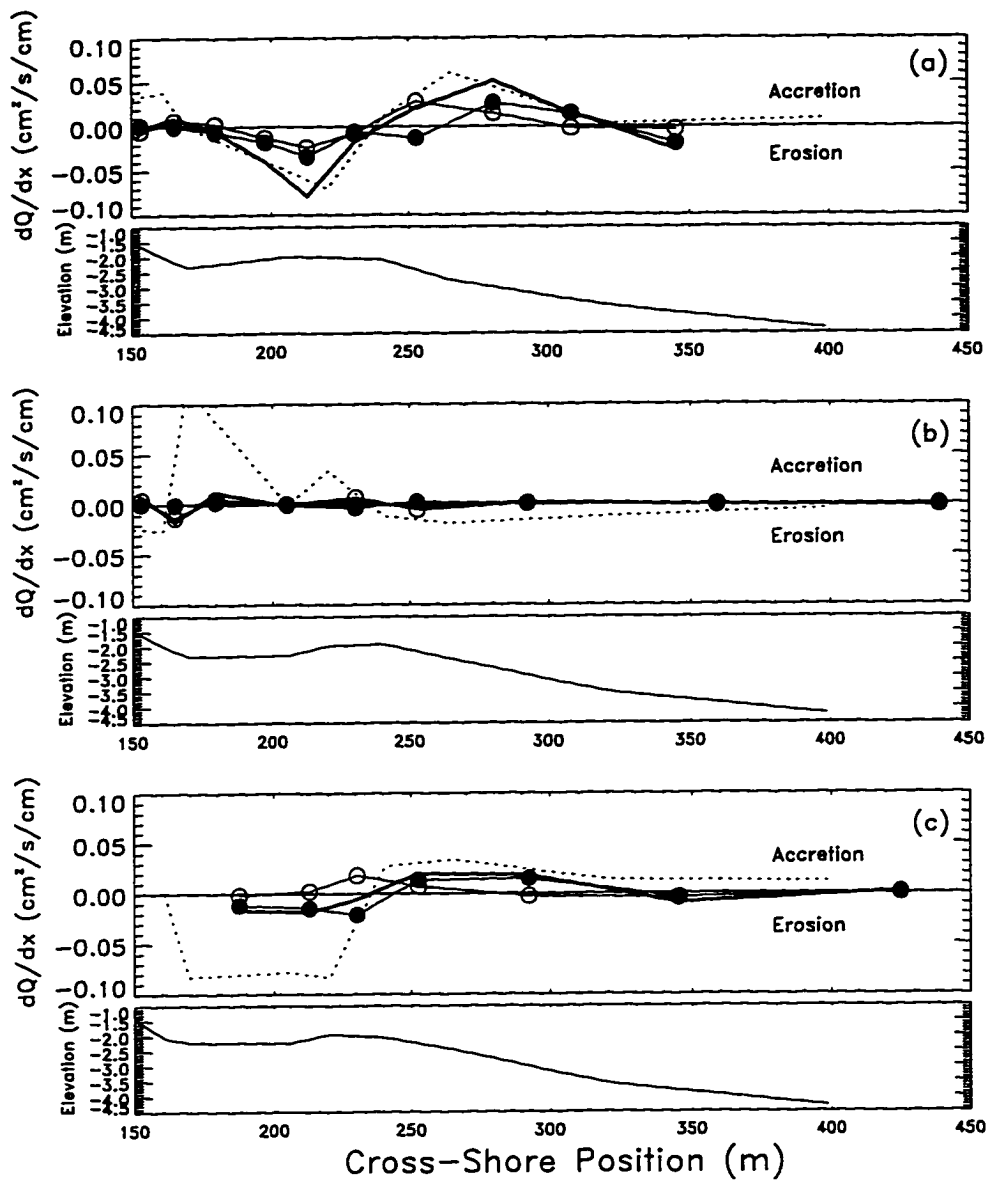 (a)
dQ/dx (cm²/s/cm)
0.10
0.05
0.00
−0.05
−0.10
Accretion
Erosion
Elevation (m)
−1.0
−1.5
−2.0
−2.5
−3.0
−3.5
−4.0
−4.5
150 200 250 300 350 400 450
(b)
dQ/dx (cm²/s/cm)
0.10
0.05
0.00
−0.05
−0.10
Accretion
Erosion
Elevation (m)
−1.0
−1.5
−2.0
−2.5
−3.0
−3.5
−4.0
−4.5
150 200 250 300 350 400 450
(c)
dQ/dx (cm²/s/cm)
0.10
0.05
0.00
−0.05
−0.10
Accretion
Erosion
Elevation (m)
−1.0
−1.5
−2.0
−2.5
−3.0
−3.5
−4.0
−4.5
150 200 250 300 350 400 450
Cross−Shore Position (m)